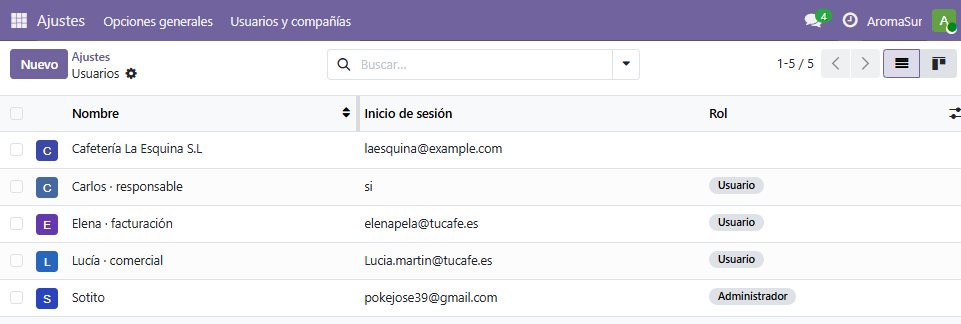 Ajustes Opciones generales Usuarios y compañías 4 AromaSur A
Nuevo Ajustes Usuarios Buscar... 1-5 / 5
Nombre Inicio de sesión Rol
C Cafetería La Esquina S.L laesquina@example.com
C Carlos · responsable si Usuario
E Elena · facturación elenapela@tucafe.es Usuario
L Lucía · comercial Lucia.martin@tucafe.es Usuario
S Sotito pokejose39@gmail.com Administrador